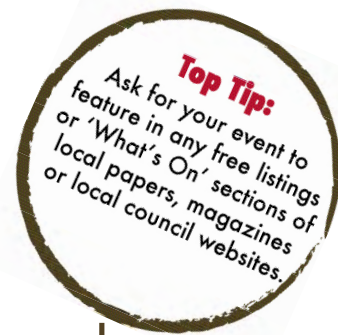 Top Tip:
Ask for your event to
feature in any free listings
or ‘What’s On’ sections of
local papers, magazines
or local council websites.